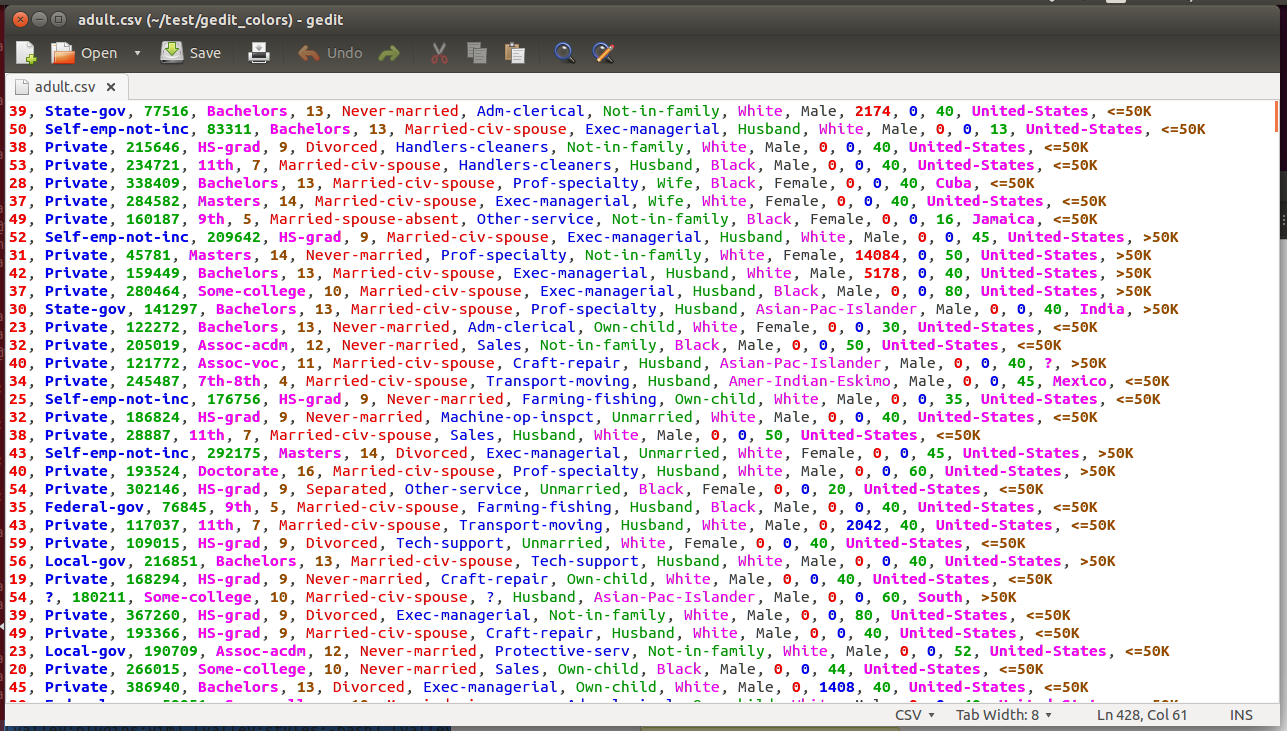 adult.csv (~/test/gedit_colors) - gedit
Open Save Undo
adult.csv
39, State-gov, 77516, Bachelors, 13, Never-married, Adm-clerical, Not-in-family, White, Male, 2174, 0, 40, United-States, <=50K
50, Self-emp-not-inc, 83311, Bachelors, 13, Married-civ-spouse, Exec-managerial, Husband, White, Male, 0, 0, 13, United-States, <=50K
38, Private, 215646, HS-grad, 9, Divorced, Handlers-cleaners, Not-in-family, White, Male, 0, 0, 40, United-States, <=50K
53, Private, 234721, 11th, 7, Married-civ-spouse, Handlers-cleaners, Husband, Black, Male, 0, 0, 40, United-States, <=50K
28, Private, 338409, Bachelors, 13, Married-civ-spouse, Prof-specialty, Wife, Black, Female, 0, 0, 40, Cuba, <=50K
37, Private, 284582, Masters, 14, Married-civ-spouse, Exec-managerial, Wife, White, Female, 0, 0, 40, United-States, <=50K
49, Private, 160187, 9th, 5, Married-spouse-absent, Other-service, Not-in-family, Black, Female, 0, 0, 16, Jamaica, <=50K
52, Self-emp-not-inc, 209642, HS-grad, 9, Married-civ-spouse, Exec-managerial, Husband, White, Male, 0, 0, 45, United-States, >50K
31, Private, 45781, Masters, 14, Never-married, Prof-specialty, Not-in-family, White, Female, 14084, 0, 50, United-States, >50K
42, Private, 159449, Bachelors, 13, Married-civ-spouse, Exec-managerial, Husband, White, Male, 5178, 0, 40, United-States, >50K
37, Private, 280464, Some-college, 10, Married-civ-spouse, Exec-managerial, Husband, Black, Male, 0, 0, 80, United-States, >50K
30, State-gov, 141297, Bachelors, 13, Married-civ-spouse, Prof-specialty, Husband, Asian-Pac-Islander, Male, 0, 0, 40, India, >50K
23, Private, 122272, Bachelors, 13, Never-married, Adm-clerical, Own-child, White, Female, 0, 0, 30, United-States, <=50K
32, Private, 205019, Assoc-acdm, 12, Never-married, Sales, Not-in-family, Black, Male, 0, 0, 50, United-States, <=50K
40, Private, 121772, Assoc-voc, 11, Married-civ-spouse, Craft-repair, Husband, Asian-Pac-Islander, Male, 0, 0, 40, ?, >50K
34, Private, 245487, 7th-8th, 4, Married-civ-spouse, Transport-moving, Husband, Amer-Indian-Eskimo, Male, 0, 0, 45, Mexico, <=50K
25, Self-emp-not-inc, 176756, HS-grad, 9, Never-married, Farming-fishing, Own-child, White, Male, 0, 0, 35, United-States, <=50K
32, Private, 186824, HS-grad, 9, Never-married, Machine-op-inspct, Unmarried, White, Male, 0, 0, 40, United-States, <=50K
38, Private, 28887, 11th, 7, Married-civ-spouse, Sales, Husband, White, Male, 0, 0, 50, United-States, <=50K
43, Self-emp-not-inc, 292175, Masters, 14, Divorced, Exec-managerial, Unmarried, White, Female, 0, 0, 45, United-States, >50K
40, Private, 193524, Doctorate, 16, Married-civ-spouse, Prof-specialty, Husband, White, Male, 0, 0, 60, United-States, >50K
54, Private, 302146, HS-grad, 9, Separated, Other-service, Unmarried, Black, Female, 0, 0, 20, United-States, <=50K
35, Federal-gov, 76845, 9th, 5, Married-civ-spouse, Farming-fishing, Husband, Black, Male, 0, 0, 40, United-States, <=50K
43, Private, 117037, 11th, 7, Married-civ-spouse, Transport-moving, Husband, White, Male, 0, 2042, 40, United-States, <=50K
59, Private, 109015, HS-grad, 9, Divorced, Tech-support, Unmarried, White, Female, 0, 0, 40, United-States, <=50K
56, Local-gov, 216851, Bachelors, 13, Married-civ-spouse, Tech-support, Husband, White, Male, 0, 0, 40, United-States, >50K
19, Private, 168294, HS-grad, 9, Never-married, Craft-repair, Own-child, White, Male, 0, 0, 40, United-States, <=50K
54, ?, 180211, Some-college, 10, Married-civ-spouse, ?, Husband, Asian-Pac-Islander, Male, 0, 0, 60, South, >50K
39, Private, 367260, HS-grad, 9, Divorced, Exec-managerial, Not-in-family, White, Male, 0, 0, 80, United-States, <=50K
49, Private, 193366, HS-grad, 9, Married-civ-spouse, Craft-repair, Husband, White, Male, 0, 0, 40, United-States, <=50K
23, Local-gov, 190709, Assoc-acdm, 12, Never-married, Protective-serv, Not-in-family, White, Male, 0, 0, 52, United-States, <=50K
20, Private, 266015, Some-college, 10, Never-married, Sales, Own-child, Black, Male, 0, 0, 44, United-States, <=50K
45, Private, 386940, Bachelors, 13, Divorced, Exec-managerial, Own-child, White, Male, 0, 1408, 40, United-States, <=50K
CSV Tab Width: 8 Ln 428, Col 61 INS